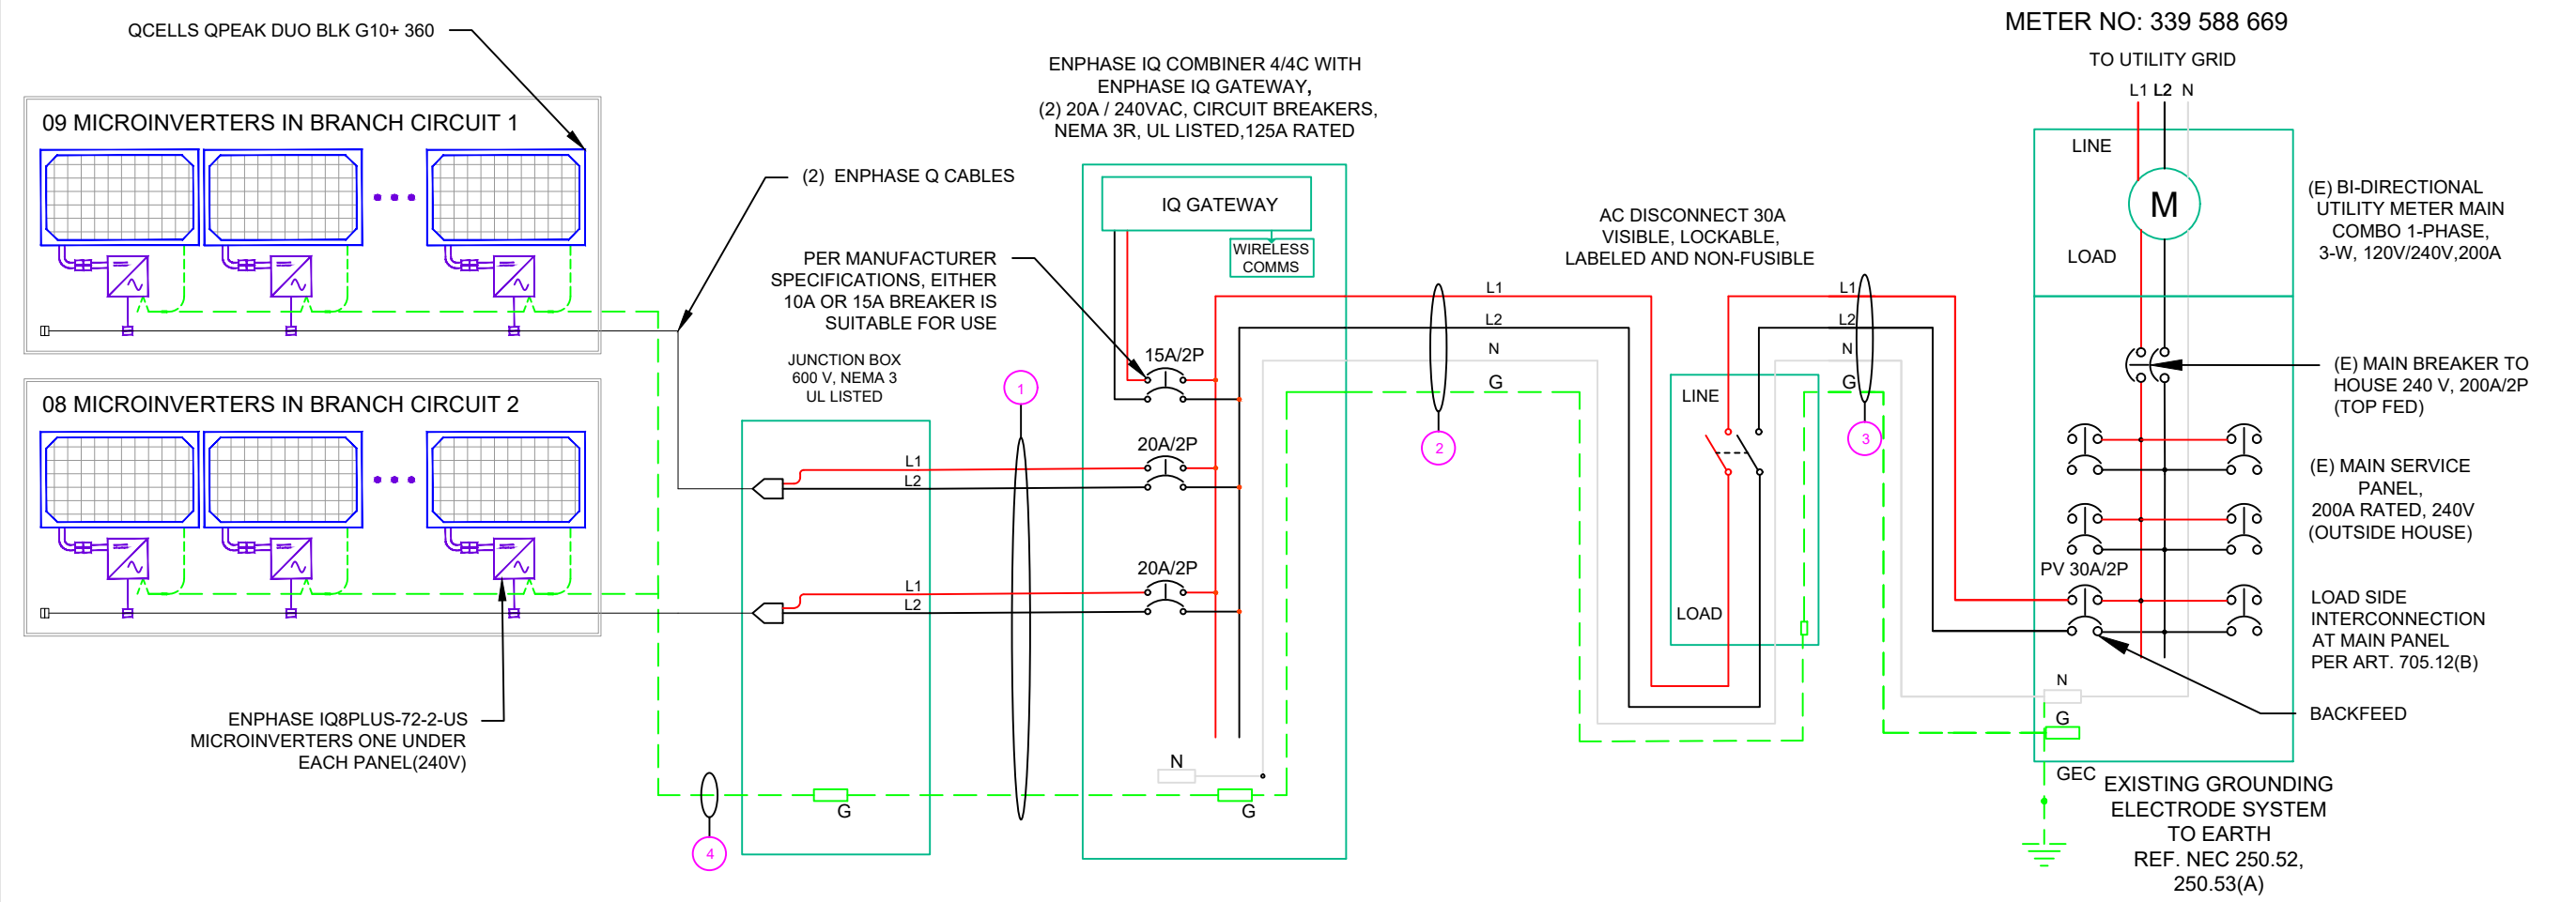 METER NO: 339 588 669
TO UTILITY GRID
L1 L2 N
QCELLS QPEAK DUO BLK G10+ 360
09 MICROINVERTERS IN BRANCH CIRCUIT 1
08 MICROINVERTERS IN BRANCH CIRCUIT 2
ENPHASE IQ8PLUS-72-2-US
MICROINVERTERS ONE UNDER
EACH PANEL(240V)
(2) ENPHASE Q CABLES
JUNCTION BOX
600 V, NEMA 3
UL LISTED
L1
L2
L1
L2
G
4
1
ENPHASE IQ COMBINER 4/4C WITH
ENPHASE IQ GATEWAY,
(2) 20A / 240VAC, CIRCUIT BREAKERS,
NEMA 3R, UL LISTED,125A RATED
IQ GATEWAY
WIRELESS
COMMS
PER MANUFACTURER
SPECIFICATIONS, EITHER
10A OR 15A BREAKER IS
SUITABLE FOR USE
15A/2P
20A/2P
20A/2P
N
G
L1
L2
N
G
2
AC DISCONNECT 30A
VISIBLE, LOCKABLE,
LABELED AND NON-FUSIBLE
LINE
LOAD
L1
L2
N
G
3
LINE
M
LOAD
(E) BI-DIRECTIONAL
UTILITY METER MAIN
COMBO 1-PHASE,
3-W, 120V/240V,200A
(E) MAIN BREAKER TO
HOUSE 240 V, 200A/2P
(TOP FED)
(E) MAIN SERVICE
PANEL,
200A RATED, 240V
(OUTSIDE HOUSE)
PV 30A/2P
LOAD SIDE
INTERCONNECTION
AT MAIN PANEL
PER ART. 705.12(B)
BACKFEED
N
G
GEC
EXISTING GROUNDING
ELECTRODE SYSTEM
TO EARTH
REF. NEC 250.52,
250.53(A)